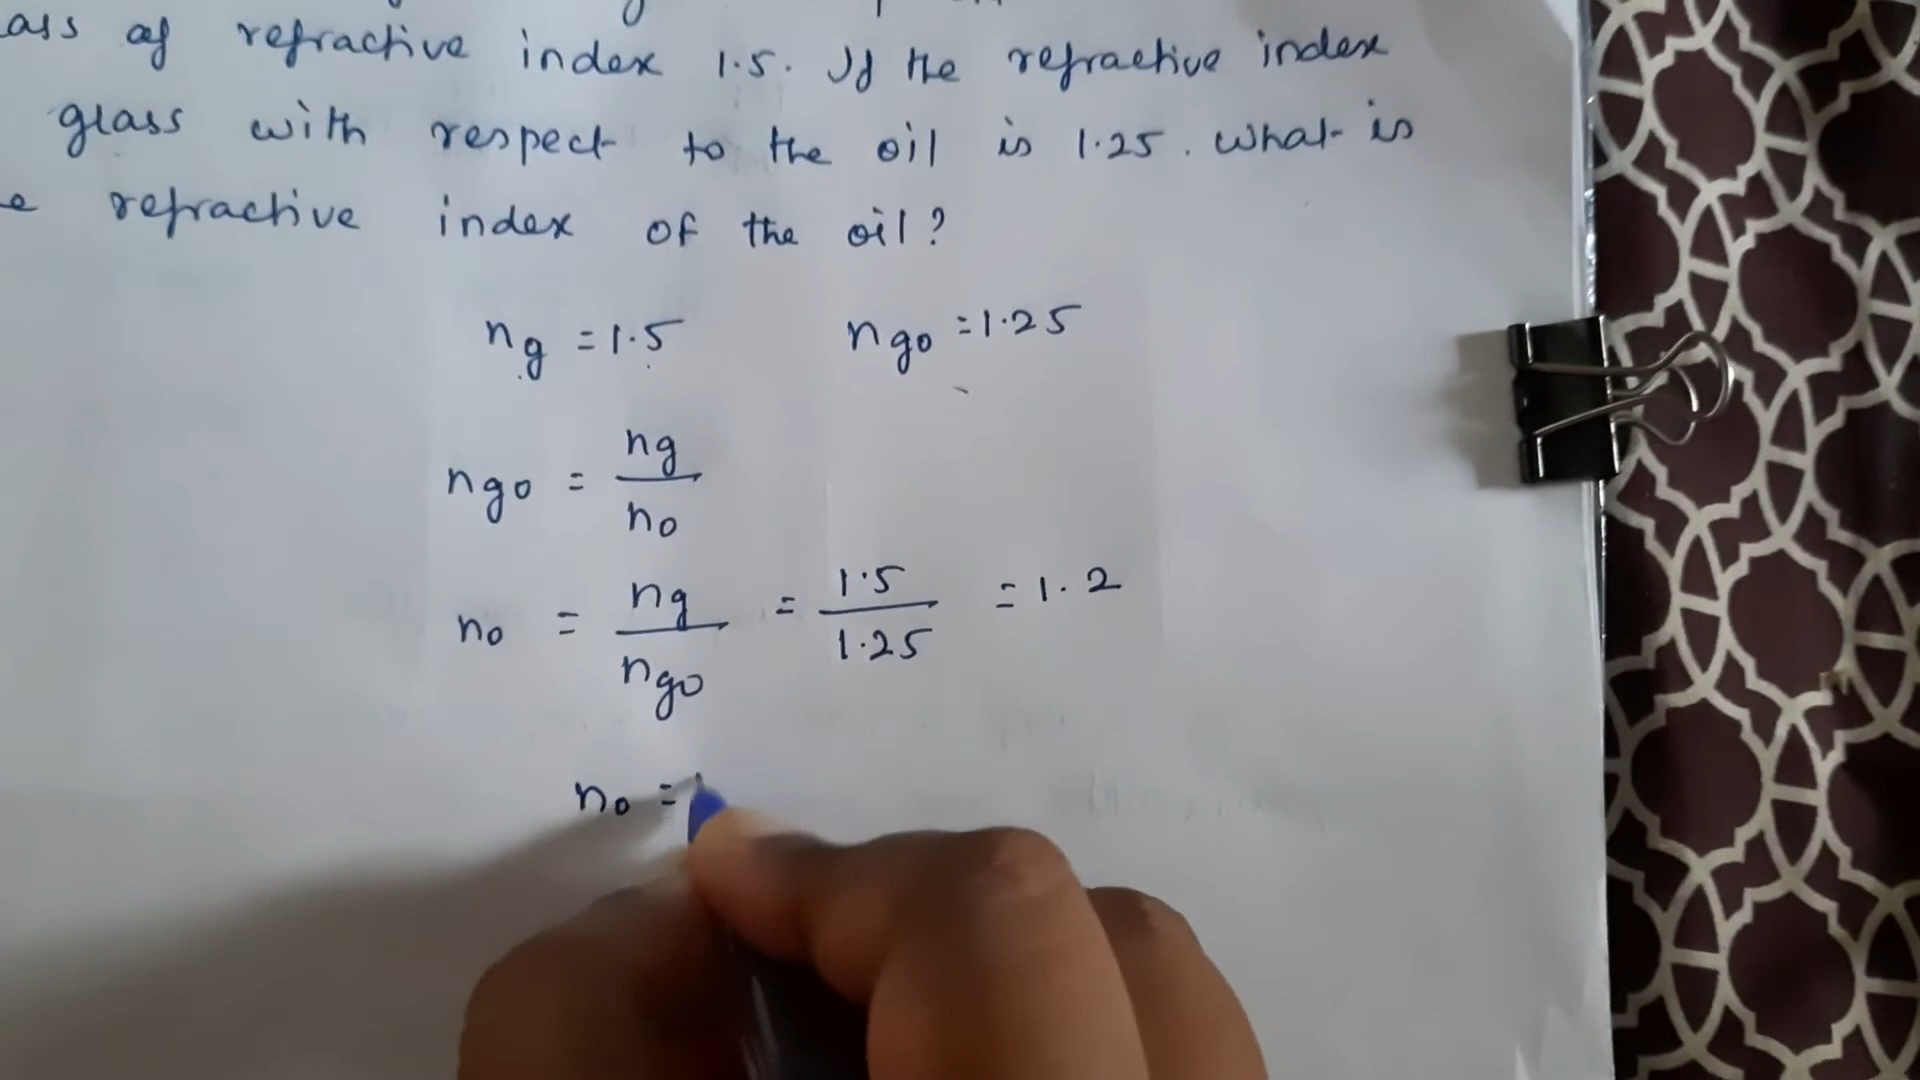 ass of refractive index 1.5. If the refractive index
glass with respect to the oil is 1.25. what is
e refractive index of the oil?
ng = 1.5 ngo = 1.25
ngo = ng / no
no = ng / ngo = 1.5 / 1.25 = 1.2
no =